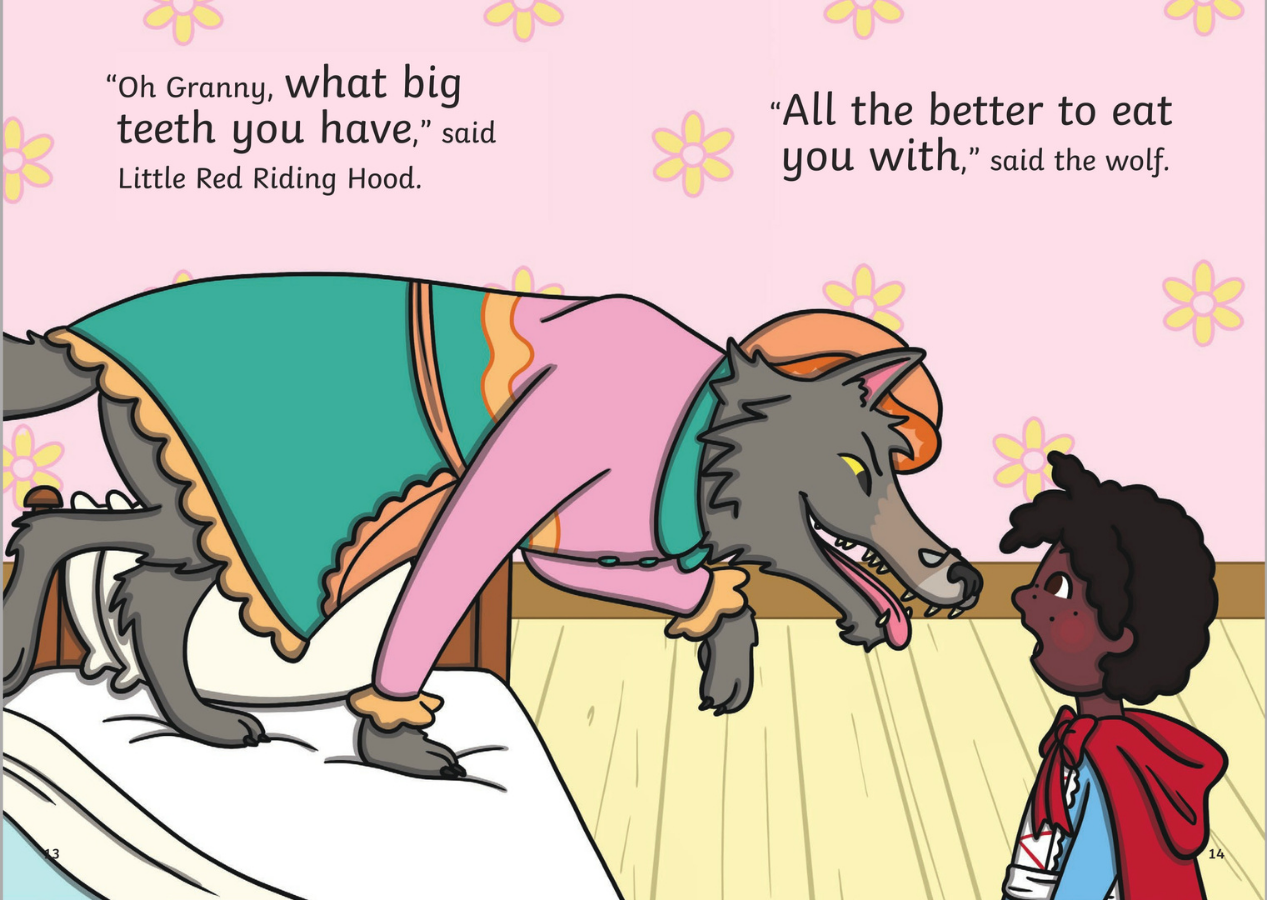 “Oh Granny, what big
teeth you have,” said
Little Red Riding Hood.
“All the better to eat
you with,” said the wolf.
13
14